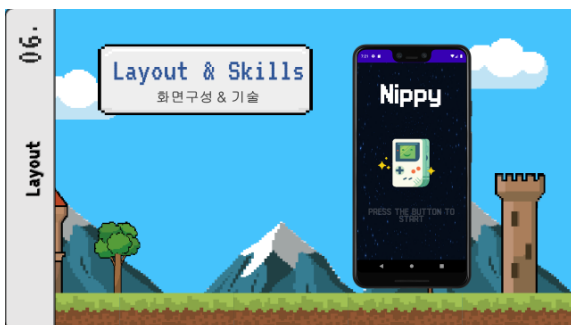 06.
Layout
Layout & Skills
화면구성 & 기술
Nippy
PRESS THE BUTTON TO
START